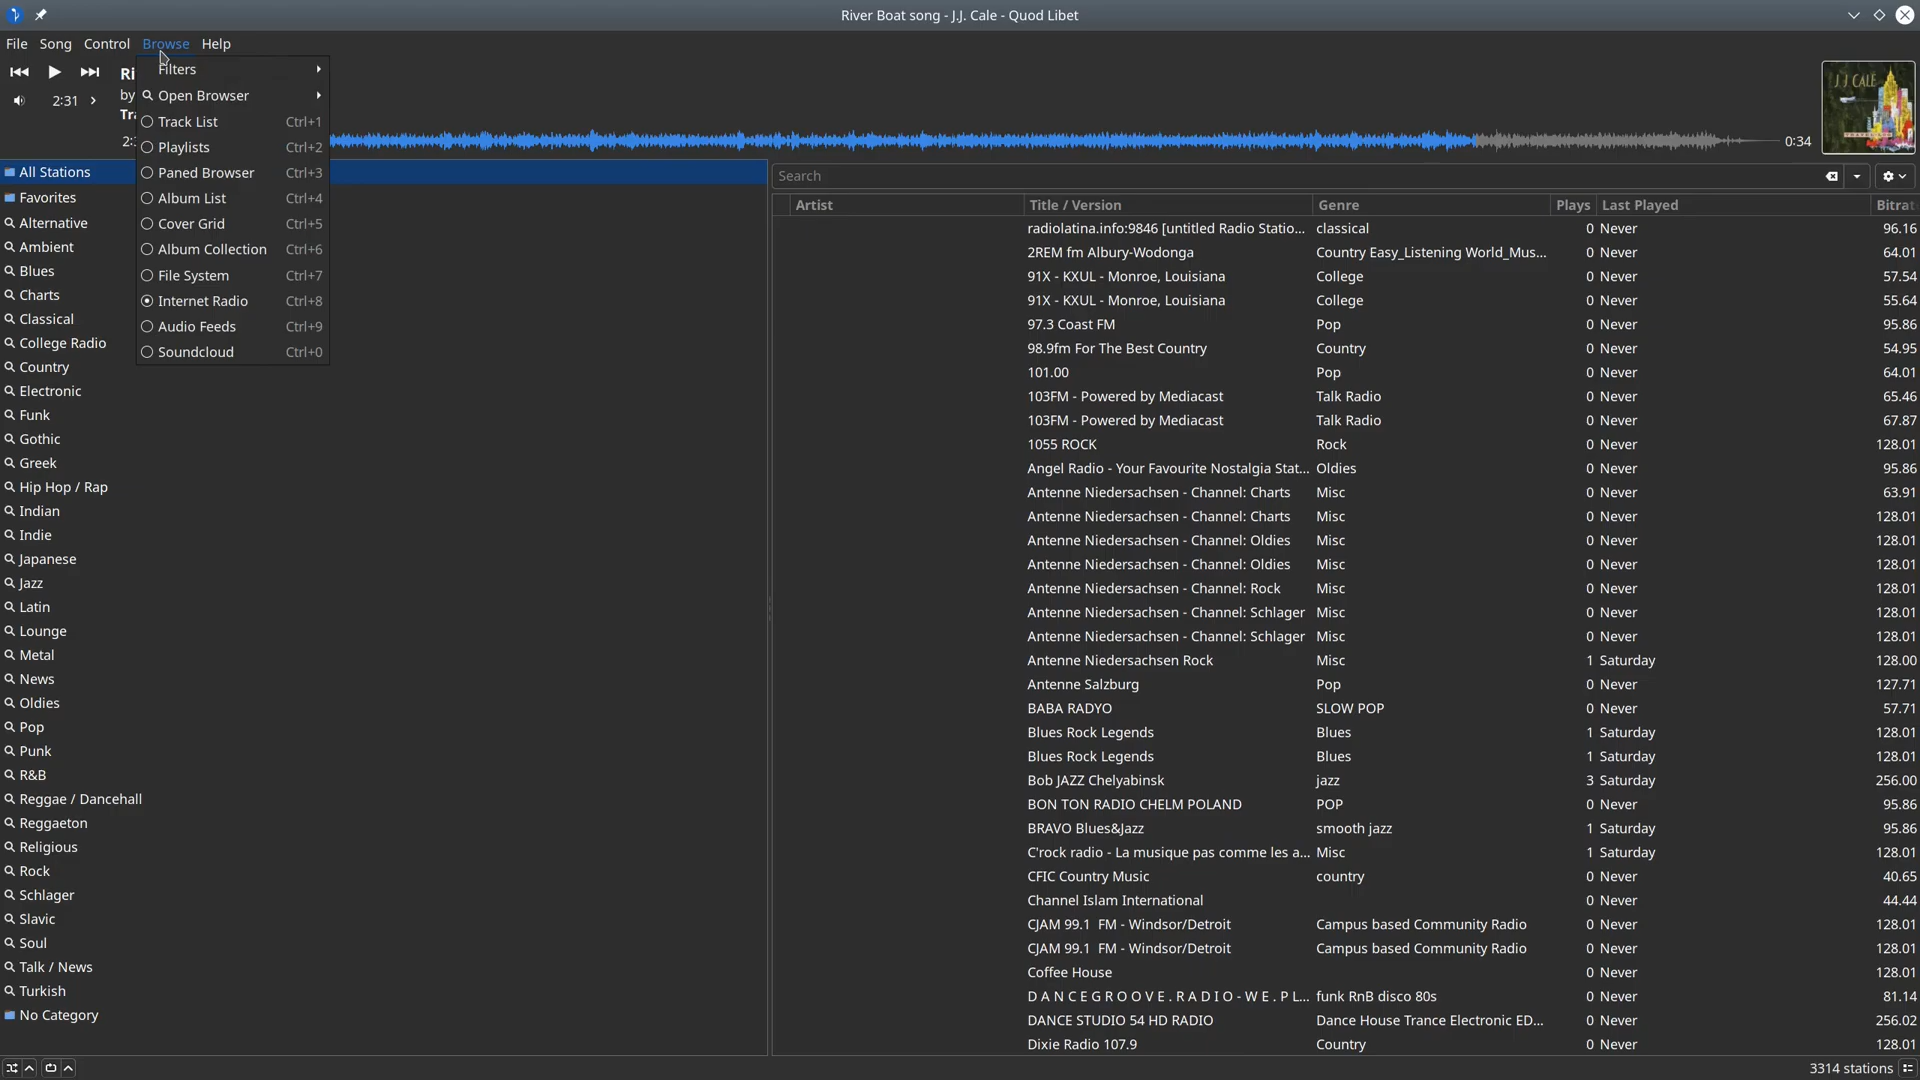 River Boat song - J.J. Cale - Quod Libet
File Song Control Browse Help
Ri
by
Tra
2:31
2:3
0:34
J J CALE
Filters
Open Browser
Track List Ctrl+1
Playlists Ctrl+2
Paned Browser Ctrl+3
Album List Ctrl+4
Cover Grid Ctrl+5
Album Collection Ctrl+6
File System Ctrl+7
Internet Radio Ctrl+8
Audio Feeds Ctrl+9
Soundcloud Ctrl+0
All Stations
Favorites
Alternative
Ambient
Blues
Charts
Classical
College Radio
Country
Electronic
Funk
Gothic
Greek
Hip Hop / Rap
Indian
Indie
Japanese
Jazz
Latin
Lounge
Metal
News
Oldies
Pop
Punk
R&B
Reggae / Dancehall
Reggaeton
Religious
Rock
Schlager
Slavic
Soul
Talk / News
Turkish
No Category
Search
Artist Title / Version Genre Plays Last Played Bitrat
radiolatina.info:9846 [untitled Radio Statio... classical 0 Never 96.16
2REM fm Albury-Wodonga Country Easy_Listening World_Mus... 0 Never 64.01
91X - KXUL - Monroe, Louisiana College 0 Never 57.54
91X - KXUL - Monroe, Louisiana College 0 Never 55.64
97.3 Coast FM Pop 0 Never 95.86
98.9fm For The Best Country Country 0 Never 54.95
101.00 Pop 0 Never 64.01
103FM - Powered by Mediacast Talk Radio 0 Never 65.46
103FM - Powered by Mediacast Talk Radio 0 Never 67.87
1055 ROCK Rock 0 Never 128.01
Angel Radio - Your Favourite Nostalgia Stat... Oldies 0 Never 95.86
Antenne Niedersachsen - Channel: Charts Misc 0 Never 63.91
Antenne Niedersachsen - Channel: Charts Misc 0 Never 128.01
Antenne Niedersachsen - Channel: Oldies Misc 0 Never 128.01
Antenne Niedersachsen - Channel: Oldies Misc 0 Never 128.01
Antenne Niedersachsen - Channel: Rock Misc 0 Never 128.01
Antenne Niedersachsen - Channel: Schlager Misc 0 Never 128.01
Antenne Niedersachsen - Channel: Schlager Misc 0 Never 128.01
Antenne Niedersachsen Rock Misc 1 Saturday 128.00
Antenne Salzburg Pop 0 Never 127.71
BABA RADYO SLOW POP 0 Never 57.71
Blues Rock Legends Blues 1 Saturday 128.01
Blues Rock Legends Blues 1 Saturday 128.01
Bob JAZZ Chelyabinsk jazz 3 Saturday 256.00
BON TON RADIO CHELM POLAND POP 0 Never 95.86
BRAVO Blues&Jazz smooth jazz 1 Saturday 95.86
C'rock radio - La musique pas comme les a... Misc 1 Saturday 128.01
CFIC Country Music country 0 Never 40.65
Channel Islam International 0 Never 44.44
CJAM 99.1 FM - Windsor/Detroit Campus based Community Radio 0 Never 128.01
CJAM 99.1 FM - Windsor/Detroit Campus based Community Radio 0 Never 128.01
Coffee House 0 Never 128.01
D A N C E G R O O V E . R A D I O - W E . P L... funk RnB disco 80s 0 Never 81.14
DANCE STUDIO 54 HD RADIO Dance House Trance Electronic ED... 0 Never 256.02
Dixie Radio 107.9 Country 0 Never 128.01
3314 stations